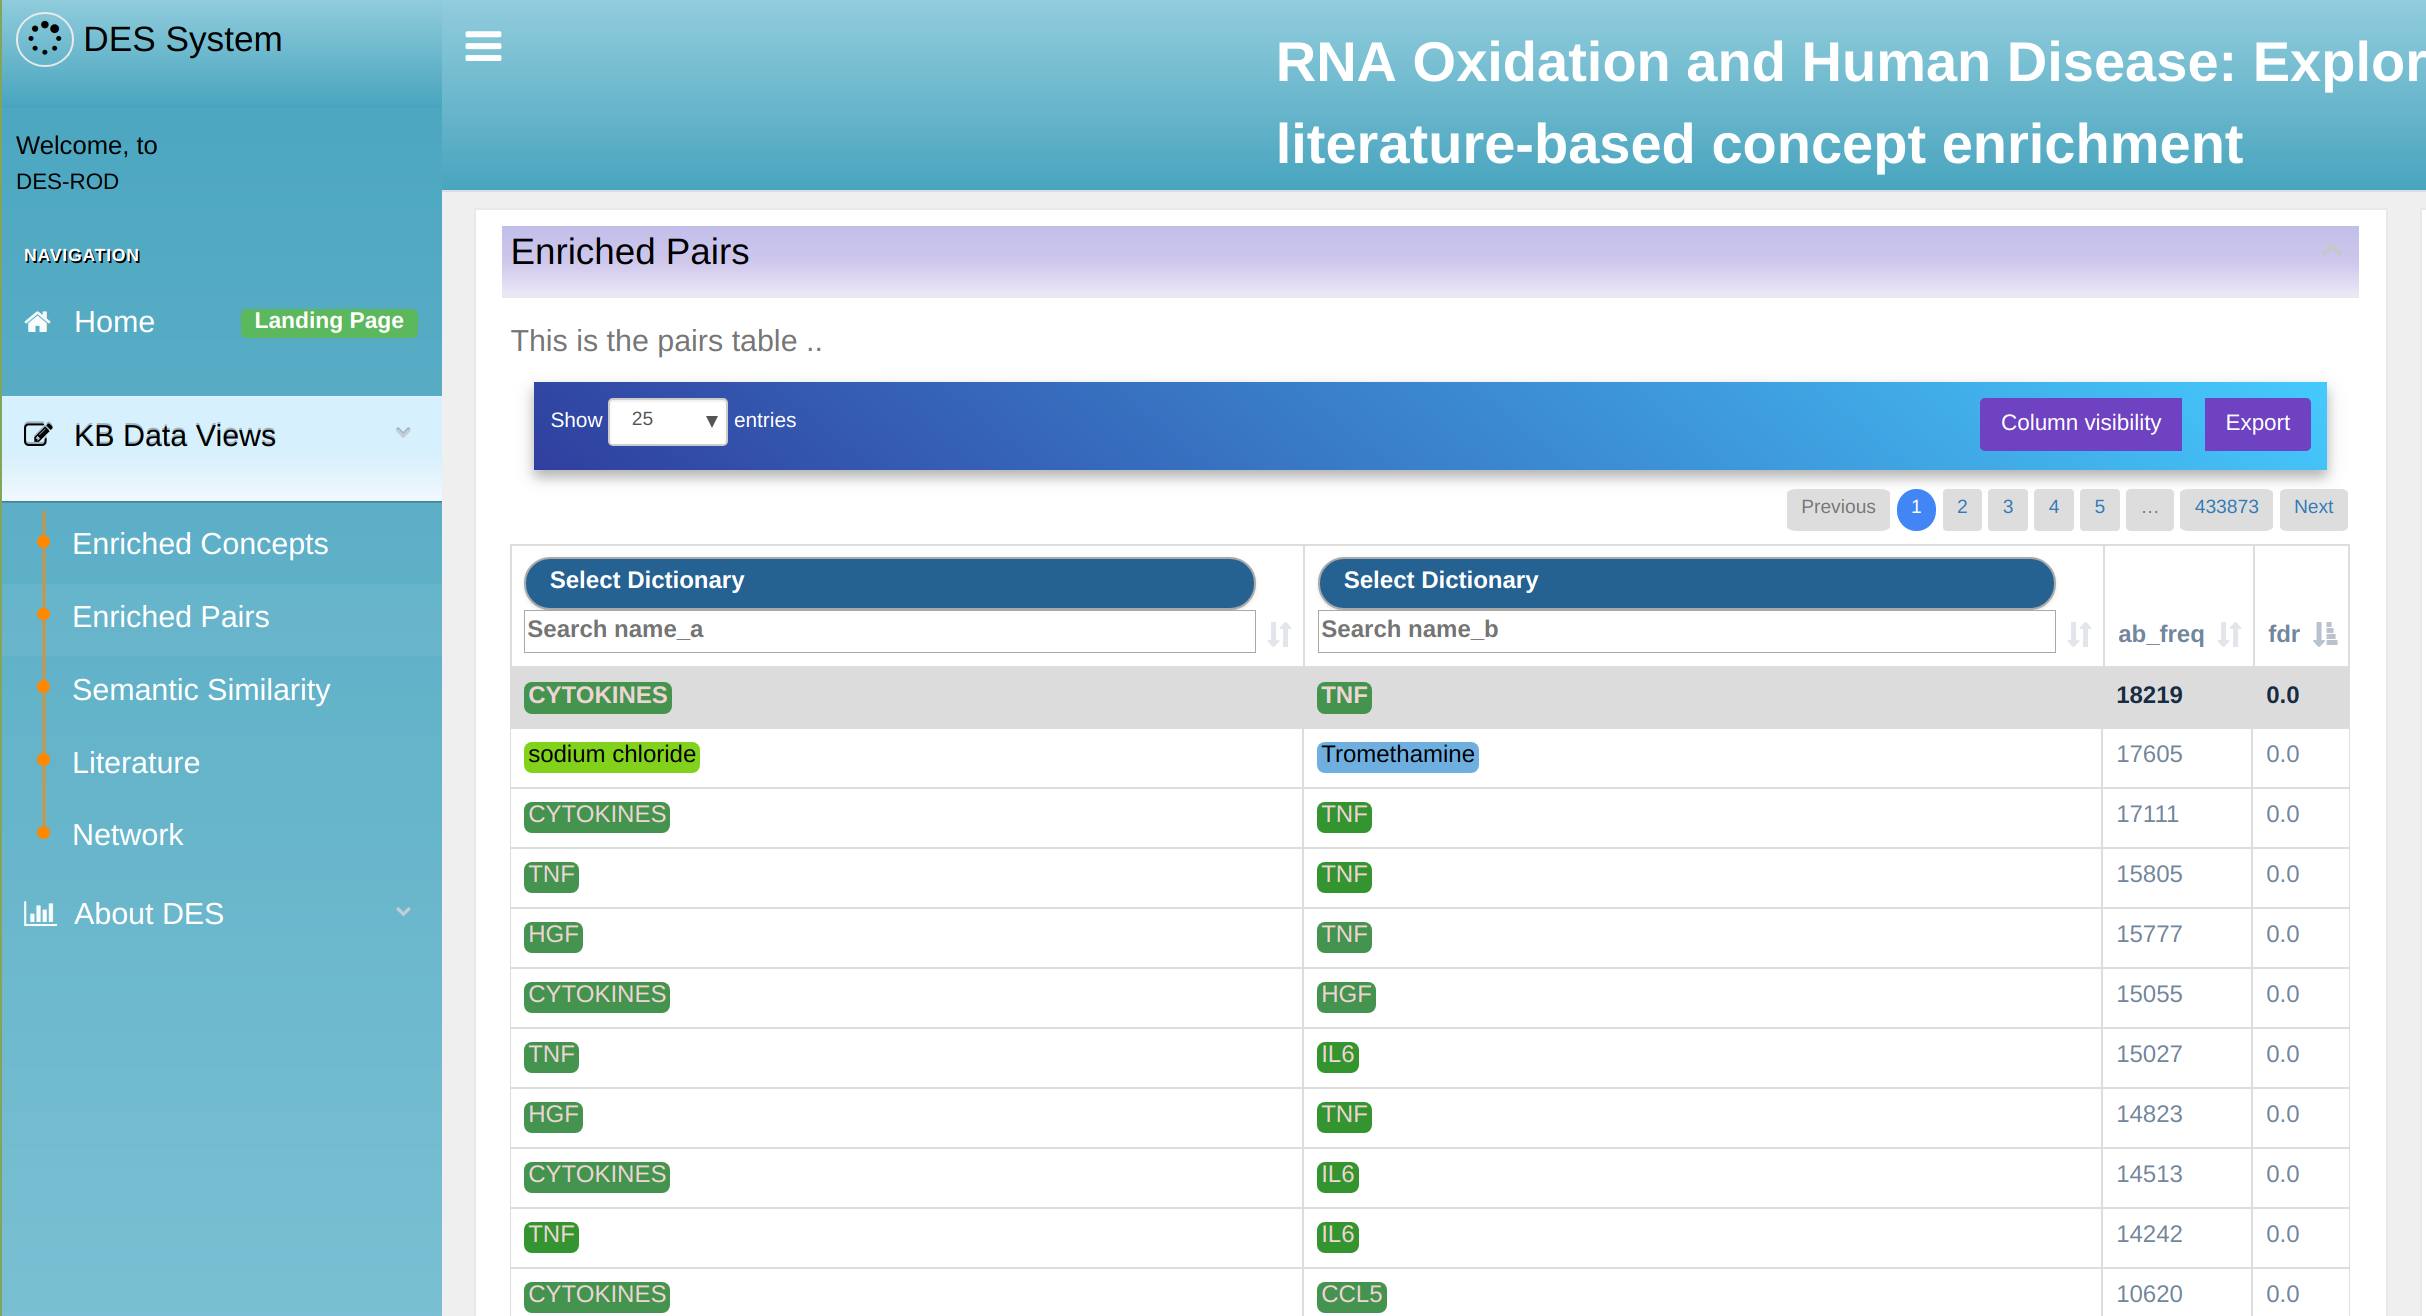 DES System
RNA Oxidation and Human Disease: Explor
literature-based concept enrichment
Welcome, to
DES-ROD
NAVIGATION
Home Landing Page
KB Data Views
Enriched Concepts
Enriched Pairs
Semantic Similarity
Literature
Network
About DES
Enriched Pairs
This is the pairs table ..
Show 25 entries Column visibility Export
Previous 1 2 3 4 5 … 433873 Next
Select Dictionary Select Dictionary
Search name_a Search name_b ab_freq fdr
CYTOKINES TNF 18219 0.0
sodium chloride Tromethamine 17605 0.0
CYTOKINES TNF 17111 0.0
TNF TNF 15805 0.0
HGF TNF 15777 0.0
CYTOKINES HGF 15055 0.0
TNF IL6 15027 0.0
HGF TNF 14823 0.0
CYTOKINES IL6 14513 0.0
TNF IL6 14242 0.0
CYTOKINES CCL5 10620 0.0